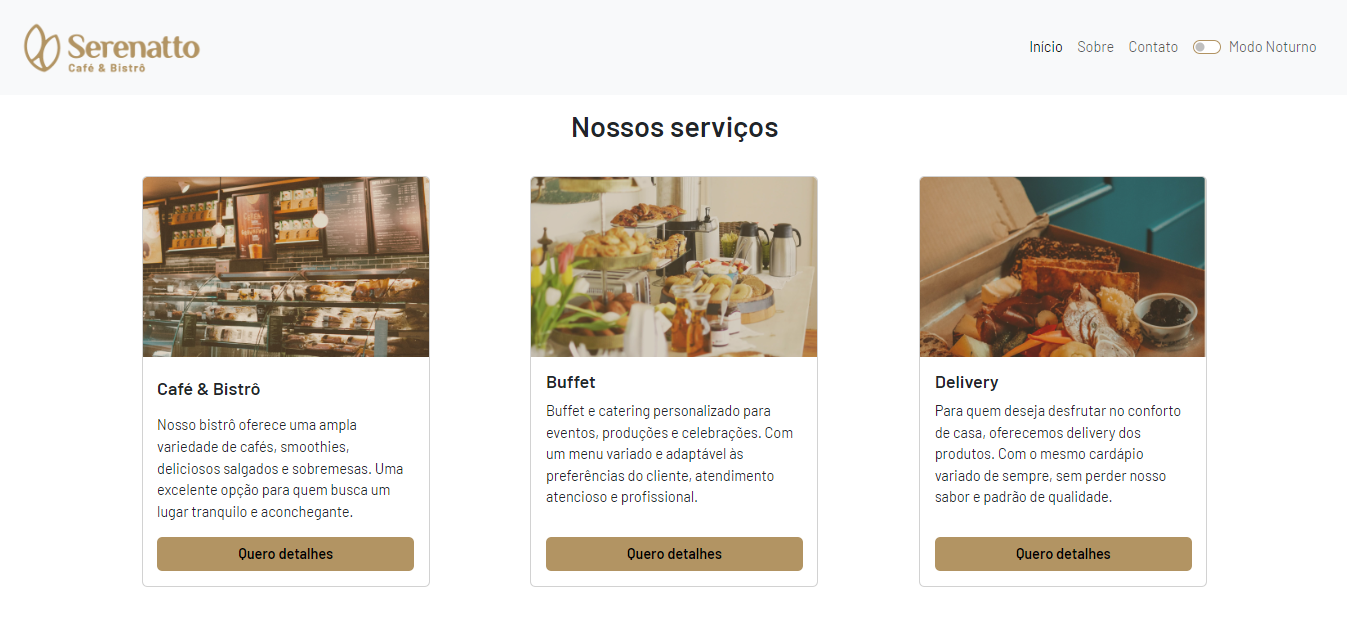 Serenatto
Café & Bistrô
Início Sobre Contato Modo Noturno
Nossos serviços
Café & Bistrô
Nosso bistrô oferece uma ampla
variedade de cafés, smoothies,
deliciosos salgados e sobremesas. Uma
excelente opção para quem busca um
lugar tranquilo e aconchegante.
Quero detalhes
Buffet
Buffet e catering personalizado para
eventos, produções e celebrações. Com
um menu variado e adaptável às
preferências do cliente, atendimento
atencioso e profissional.
Quero detalhes
Delivery
Para quem deseja desfrutar no conforto
de casa, oferecemos delivery dos
produtos. Com o mesmo cardápio
variado de sempre, sem perder nosso
sabor e padrão de qualidade.
Quero detalhes